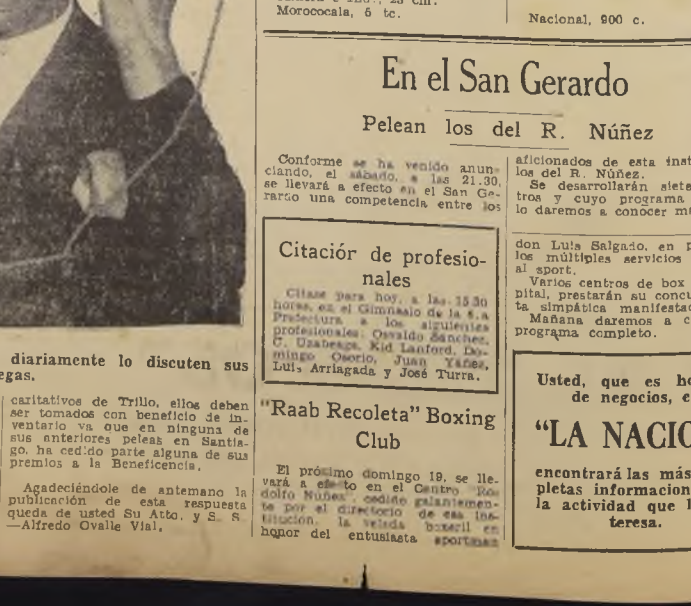 Morococala, 6 tc.
Nacional, 900 c.
diariamente lo discuten sus
egas.
caritativos de Trillo, ellos deben
ser tomados con beneficio de in-
ventario ya que en ninguna de
sus anteriores peleas en Santia-
go, ha cedido parte alguna de sus
premios a la Beneficencia.
Agradeciéndole de antemano la
publicación de esta respuesta
queda de usted Su Atto. y S. S.
—Alfredo Ovalle Vial.
En el San Gerardo
Pelean los del R. Núñez
Conforme se ha venido anun-
ciando, el sábado, a las 21.30,
se llevará a efecto en el San Ge-
rardo una competencia entre los
aficionados de esta inst
los del R. Núñez.
Se desarrollarán siete
tros y cuyo programa
lo daremos a conocer m
Citaciór de profesio-
nales
Cítase para hoy, a las 15.30
horas, en el Gimnasio de la 6.a
Prefectura a los siguientes
profesionales: Osvaldo Sánchez,
C. Uzabeaga, Kid Lanford, Do-
mingo Osorio, Juan Yáñez,
Luis Arriagada y José Turra.
"Raab Recoleta" Boxing
Club
El próximo domingo 19, se lle-
vará a efecto en el Centro "Ro-
dolfo Núñez", cedido galantemen-
te por el directorio de esa ins-
titución, la velada boxeril en
honor del entusiasta sportman
don Luis Salgado, en p
los múltiples servicios
al sport.
Varios centros de box
pital, prestarán su concu
ta simpática manifestac
Mañana daremos a c
programa completo.
Usted, que es ho
de negocios, e
"LA NACIO
encontrará las más
pletas informacion
la actividad que l
teresa.